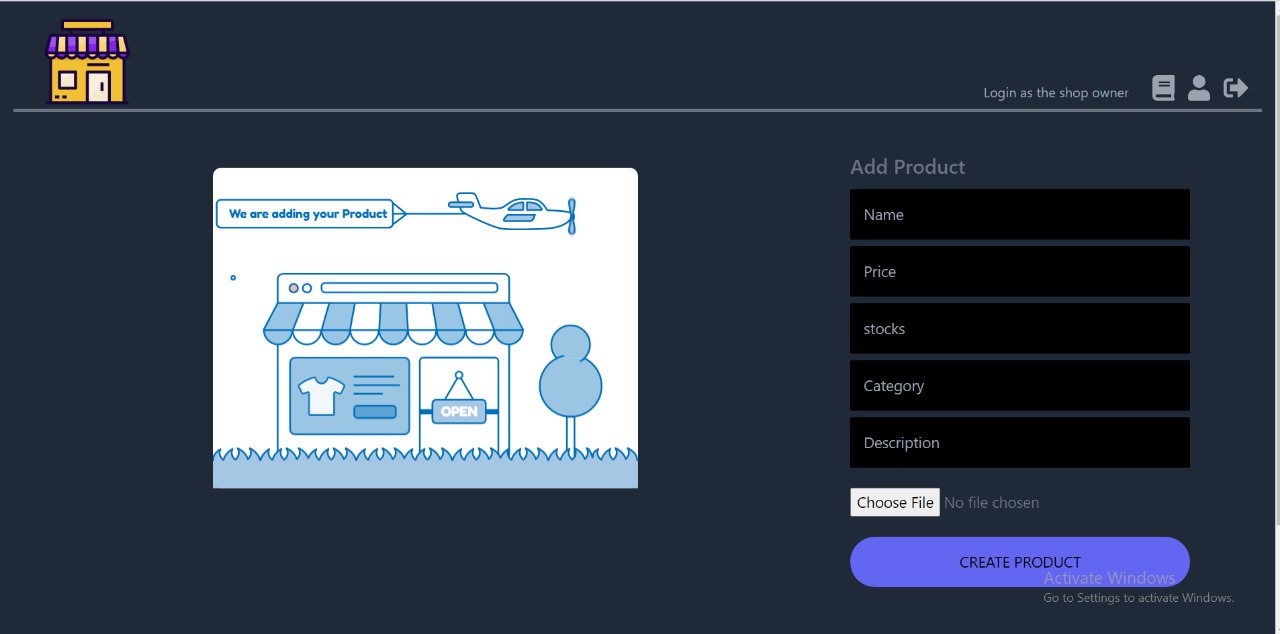 Login as the shop owner
We are adding your Product
OPEN
Add Product
Name
Price
stocks
Category
Description
Choose File No file chosen
CREATE PRODUCT
Activate Windows
Go to Settings to activate Windows.